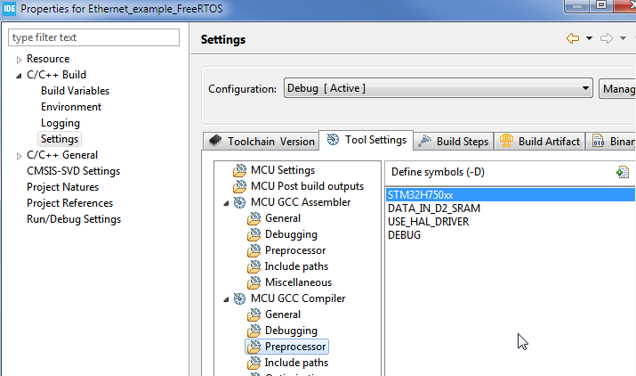 IDE Properties for Ethernet_example_FreeRTOS
type filter text
Resource
C/C++ Build
Build Variables
Environment
Logging
Settings
C/C++ General
CMSIS-SVD Settings
Project Natures
Project References
Run/Debug Settings
Settings
Configuration: Debug [ Active ] Manag
Toolchain Version Tool Settings Build Steps Build Artifact Binary
MCU Settings
MCU Post build outputs
MCU GCC Assembler
General
Debugging
Preprocessor
Include paths
Miscellaneous
MCU GCC Compiler
General
Debugging
Preprocessor
Include paths
Define symbols (-D)
STM32H750xx
DATA_IN_D2_SRAM
USE_HAL_DRIVER
DEBUG